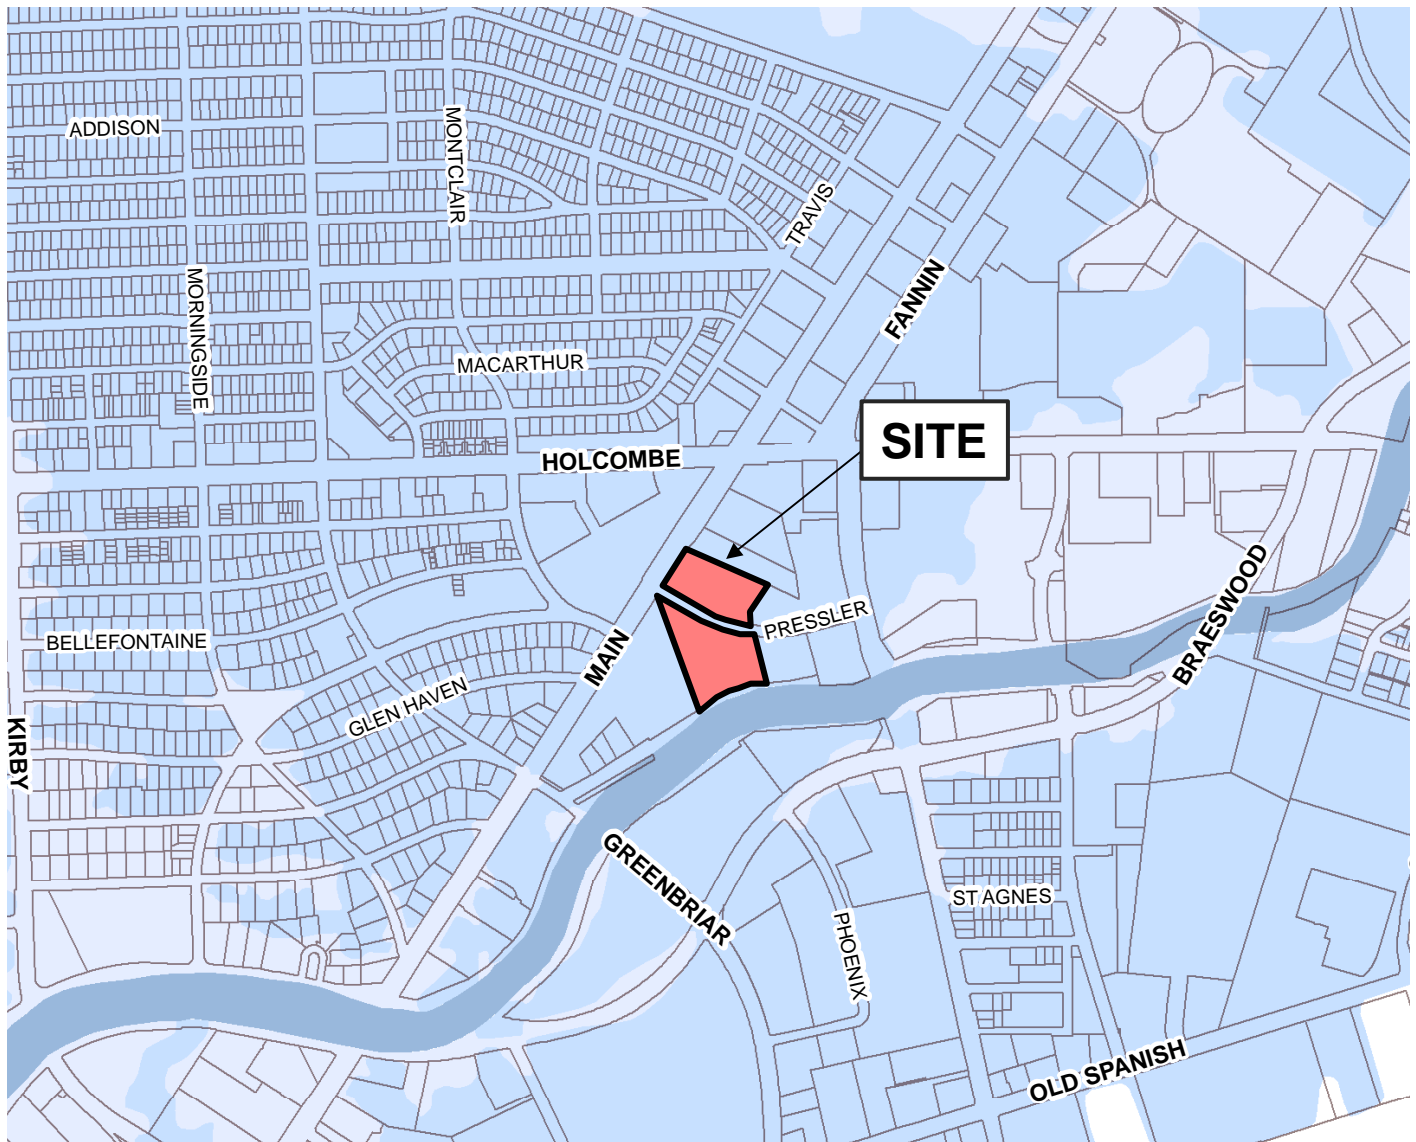 ADDISON
MONTCLAIR
TRAVIS
FANNIN
MORNINGSIDE
MACARTHUR
SITE
HOLCOMBE
BRAESWOOD
PRESSLER
BELLEFONTAINE
MAIN
GLEN HAVEN
KIRBY
GREENBRIAR
ST AGNES
PHOENIX
OLD SPANISH